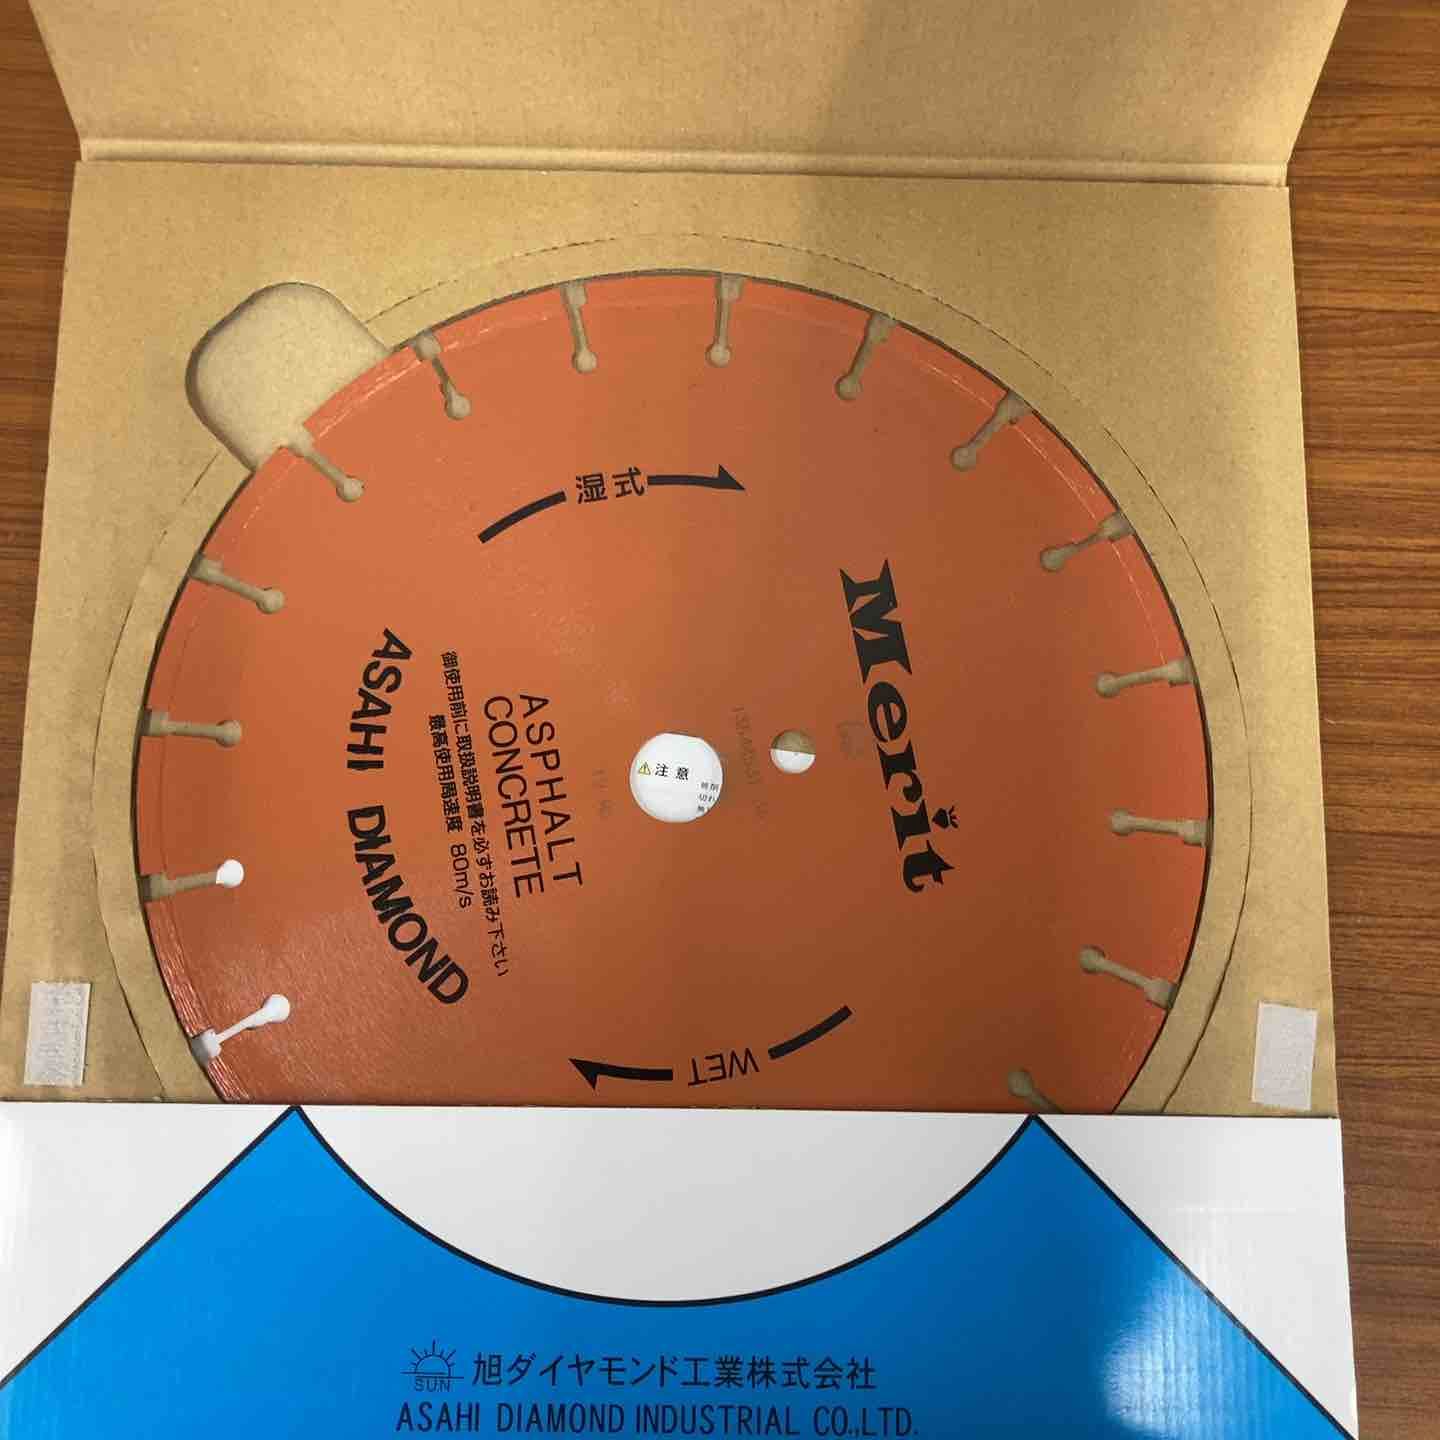 湿式
Merit
ASAHI DIAMOND
ASPHALT
CONCRETE
御使用前に取扱説明書を必ずお読み下さい
最高使用周速度 80m/s
注意
WET
SUN
旭ダイヤモンド工業株式会社
ASAHI DIAMOND INDUSTRIAL CO.,LTD.